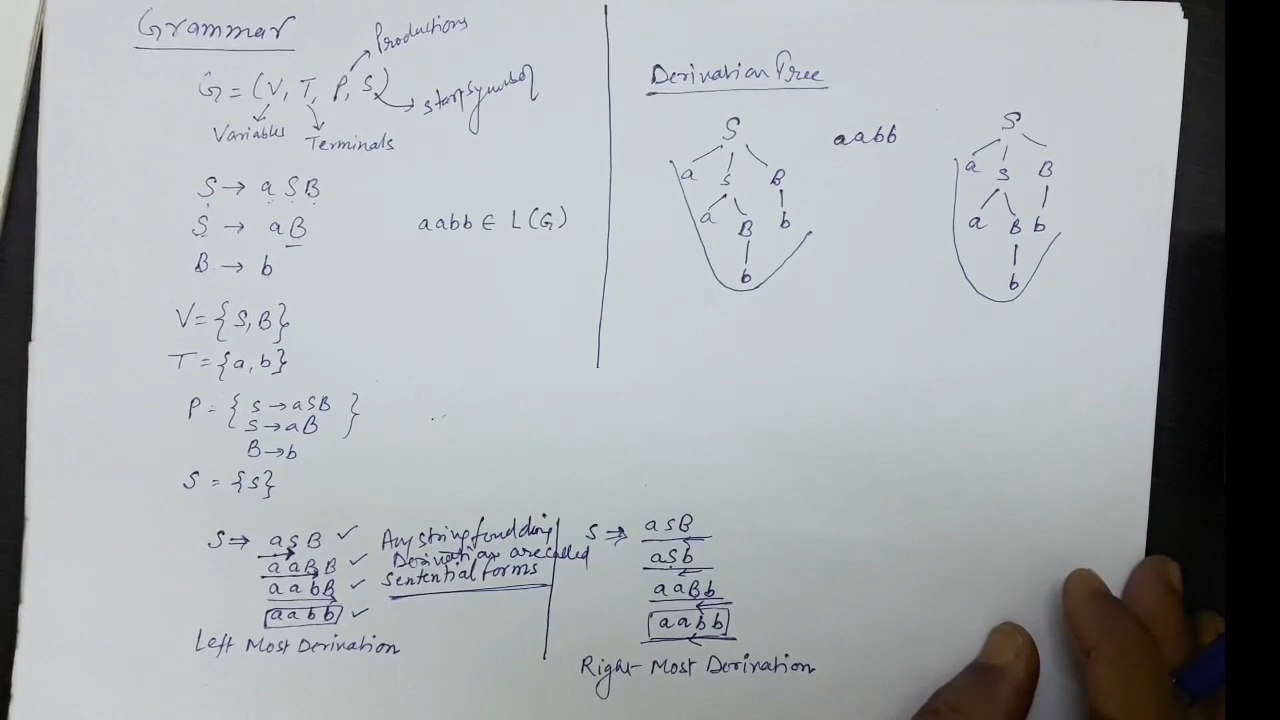 Grammar
G = (V, T, P, S)
Productions
Start Symbol
Variables
Terminals
S → a S B
S → a B
B → b
aabb ∈ L(G)
V = {S, B}
T = {a, b}
P = { S → aSB
S → aB }
B → b
S = {S}
S ⇒ a S B ✓
a a B B ✓
a a b B ✓
a a b b ✓
Left Most Derivation
Any string found
Derivation are called
Sentential forms
S ⇒ a S B
a S b
a a B b
a a b b
Right-Most Derivation
Derivation Tree
S
a S B
a B b
b
aabb
S
a S B
a B b
b